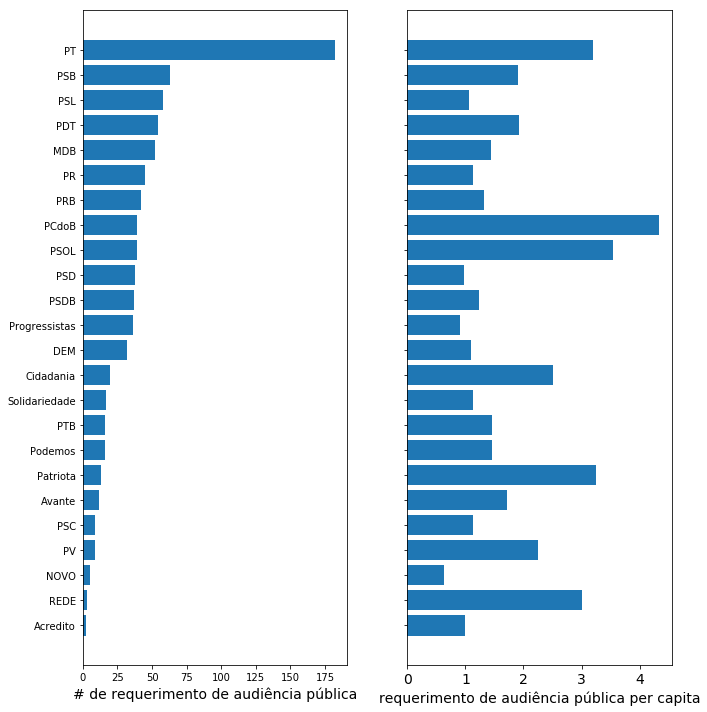 PT
PSB
PSL
PDT
MDB
PR
PRB
PCdoB
PSOL
PSD
PSDB
Progressistas
DEM
Cidadania
Solidariedade
PTB
Podemos
Patriota
Avante
PSC
PV
NOVO
REDE
Acredito
0 25 50 75 100 125 150 175
# de requerimento de audiência pública
0 1 2 3 4
requerimento de audiência pública per capita